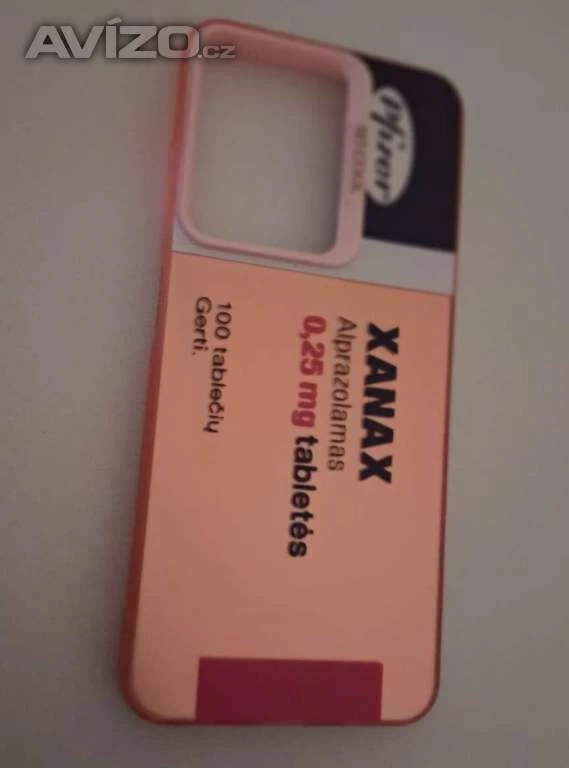 AVÍZO.cz
Pfizer
XANAX
Alprazolamas
0,25 mg tabletės
100 tablečių
Gerti.